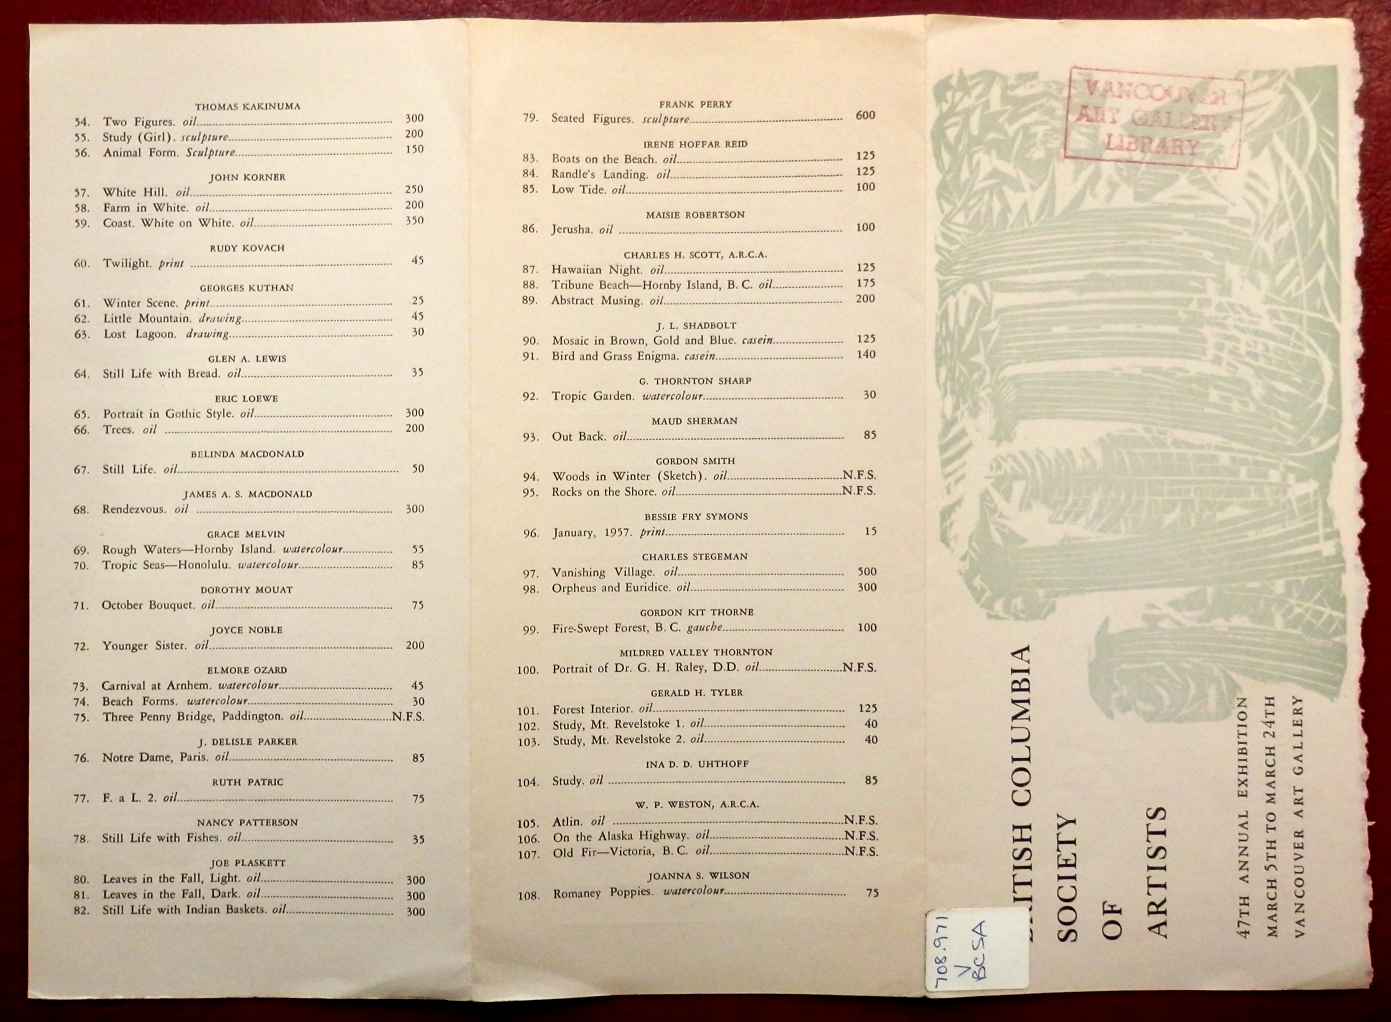 THOMAS KAKINUMA
54. Two Figures. oil 300
55. Study (Girl). sculpture 200
56. Animal Form. Sculpture 150
JOHN KORNER
57. White Hill. oil 250
58. Farm in White. oil 200
59. Coast. White on White. oil 350
RUDY KOVACH
60. Twilight. print 45
GEORGES KUTHAN
61. Winter Scene. print 25
62. Little Mountain. drawing 45
63. Lost Lagoon. drawing 30
GLEN A. LEWIS
64. Still Life with Bread. oil 35
ERIC LOEWE
65. Portrait in Gothic Style. oil 300
66. Trees. oil 200
BELINDA MACDONALD
67. Still Life. oil 50
JAMES A. S. MACDONALD
68. Rendezvous. oil 300
GRACE MELVIN
69. Rough Waters—Hornby Island. watercolour 55
70. Tropic Seas—Honolulu. watercolour 85
DOROTHY MOUAT
71. October Bouquet. oil 75
JOYCE NOBLE
72. Younger Sister. oil 200
ELMORE OZARD
73. Carnival at Arnhem. watercolour 45
74. Beach Forms. watercolour 30
75. Three Penny Bridge, Paddington. oil N.F.S.
J. DELISLE PARKER
76. Notre Dame, Paris. oil 85
RUTH PATRIC
77. F. a L. 2. oil 75
NANCY PATTERSON
78. Still Life with Fishes. oil 35
JOE PLASKETT
80. Leaves in the Fall, Light. oil 300
81. Leaves in the Fall, Dark. oil 300
82. Still Life with Indian Baskets. oil 300
FRANK PERRY
79. Seated Figures. sculpture 600
IRENE HOFFAR REID
83. Boats on the Beach. oil 125
84. Randle's Landing. oil 125
85. Low Tide. oil 100
MAISIE ROBERTSON
86. Jerusha. oil 100
CHARLES H. SCOTT, A.R.C.A.
87. Hawaiian Night. oil 125
88. Tribune Beach—Hornby Island, B. C. oil 175
89. Abstract Musing. oil 200
J. L. SHADBOLT
90. Mosaic in Brown, Gold and Blue. casein 125
91. Bird and Grass Enigma. casein 140
G. THORNTON SHARP
92. Tropic Garden. watercolour 30
MAUD SHERMAN
93. Out Back. oil 85
GORDON SMITH
94. Woods in Winter (Sketch). oil N.F.S.
95. Rocks on the Shore. oil N.F.S.
BESSIE FRY SYMONS
96. January, 1957. print 15
CHARLES STEGEMAN
97. Vanishing Village. oil 500
98. Orpheus and Euridice. oil 300
GORDON KIT THORNE
99. Fire-Swept Forest, B. C. gauche 100
MILDRED VALLEY THORNTON
100. Portrait of Dr. G. H. Raley, D.D. oil N.F.S.
GERALD H. TYLER
101. Forest Interior. oil 125
102. Study, Mt. Revelstoke 1. oil 40
103. Study, Mt. Revelstoke 2. oil 40
INA D. D. UHTHOFF
104. Study. oil 85
W. P. WESTON, A.R.C.A.
105. Atlin. oil N.F.S.
106. On the Alaska Highway. oil N.F.S.
107. Old Fir—Victoria, B. C. oil N.F.S.
JOANNA S. WILSON
108. Romaney Poppies. watercolour 75
VANCOUVER
ART GALLERY
LIBRARY
BRITISH COLUMBIA
SOCIETY
OF
ARTISTS
47TH ANNUAL EXHIBITION
MARCH 5TH TO MARCH 24TH
VANCOUVER ART GALLERY
708.971
V
BCSA